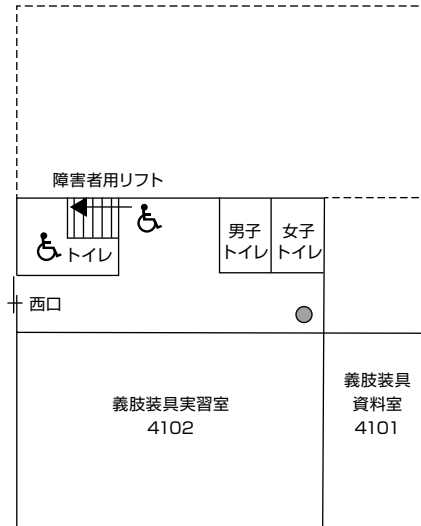 障害者用リフト
男子
トイレ
女子
トイレ
トイレ
西口
義肢装具実習室
4102
義肢装具
資料室
4101